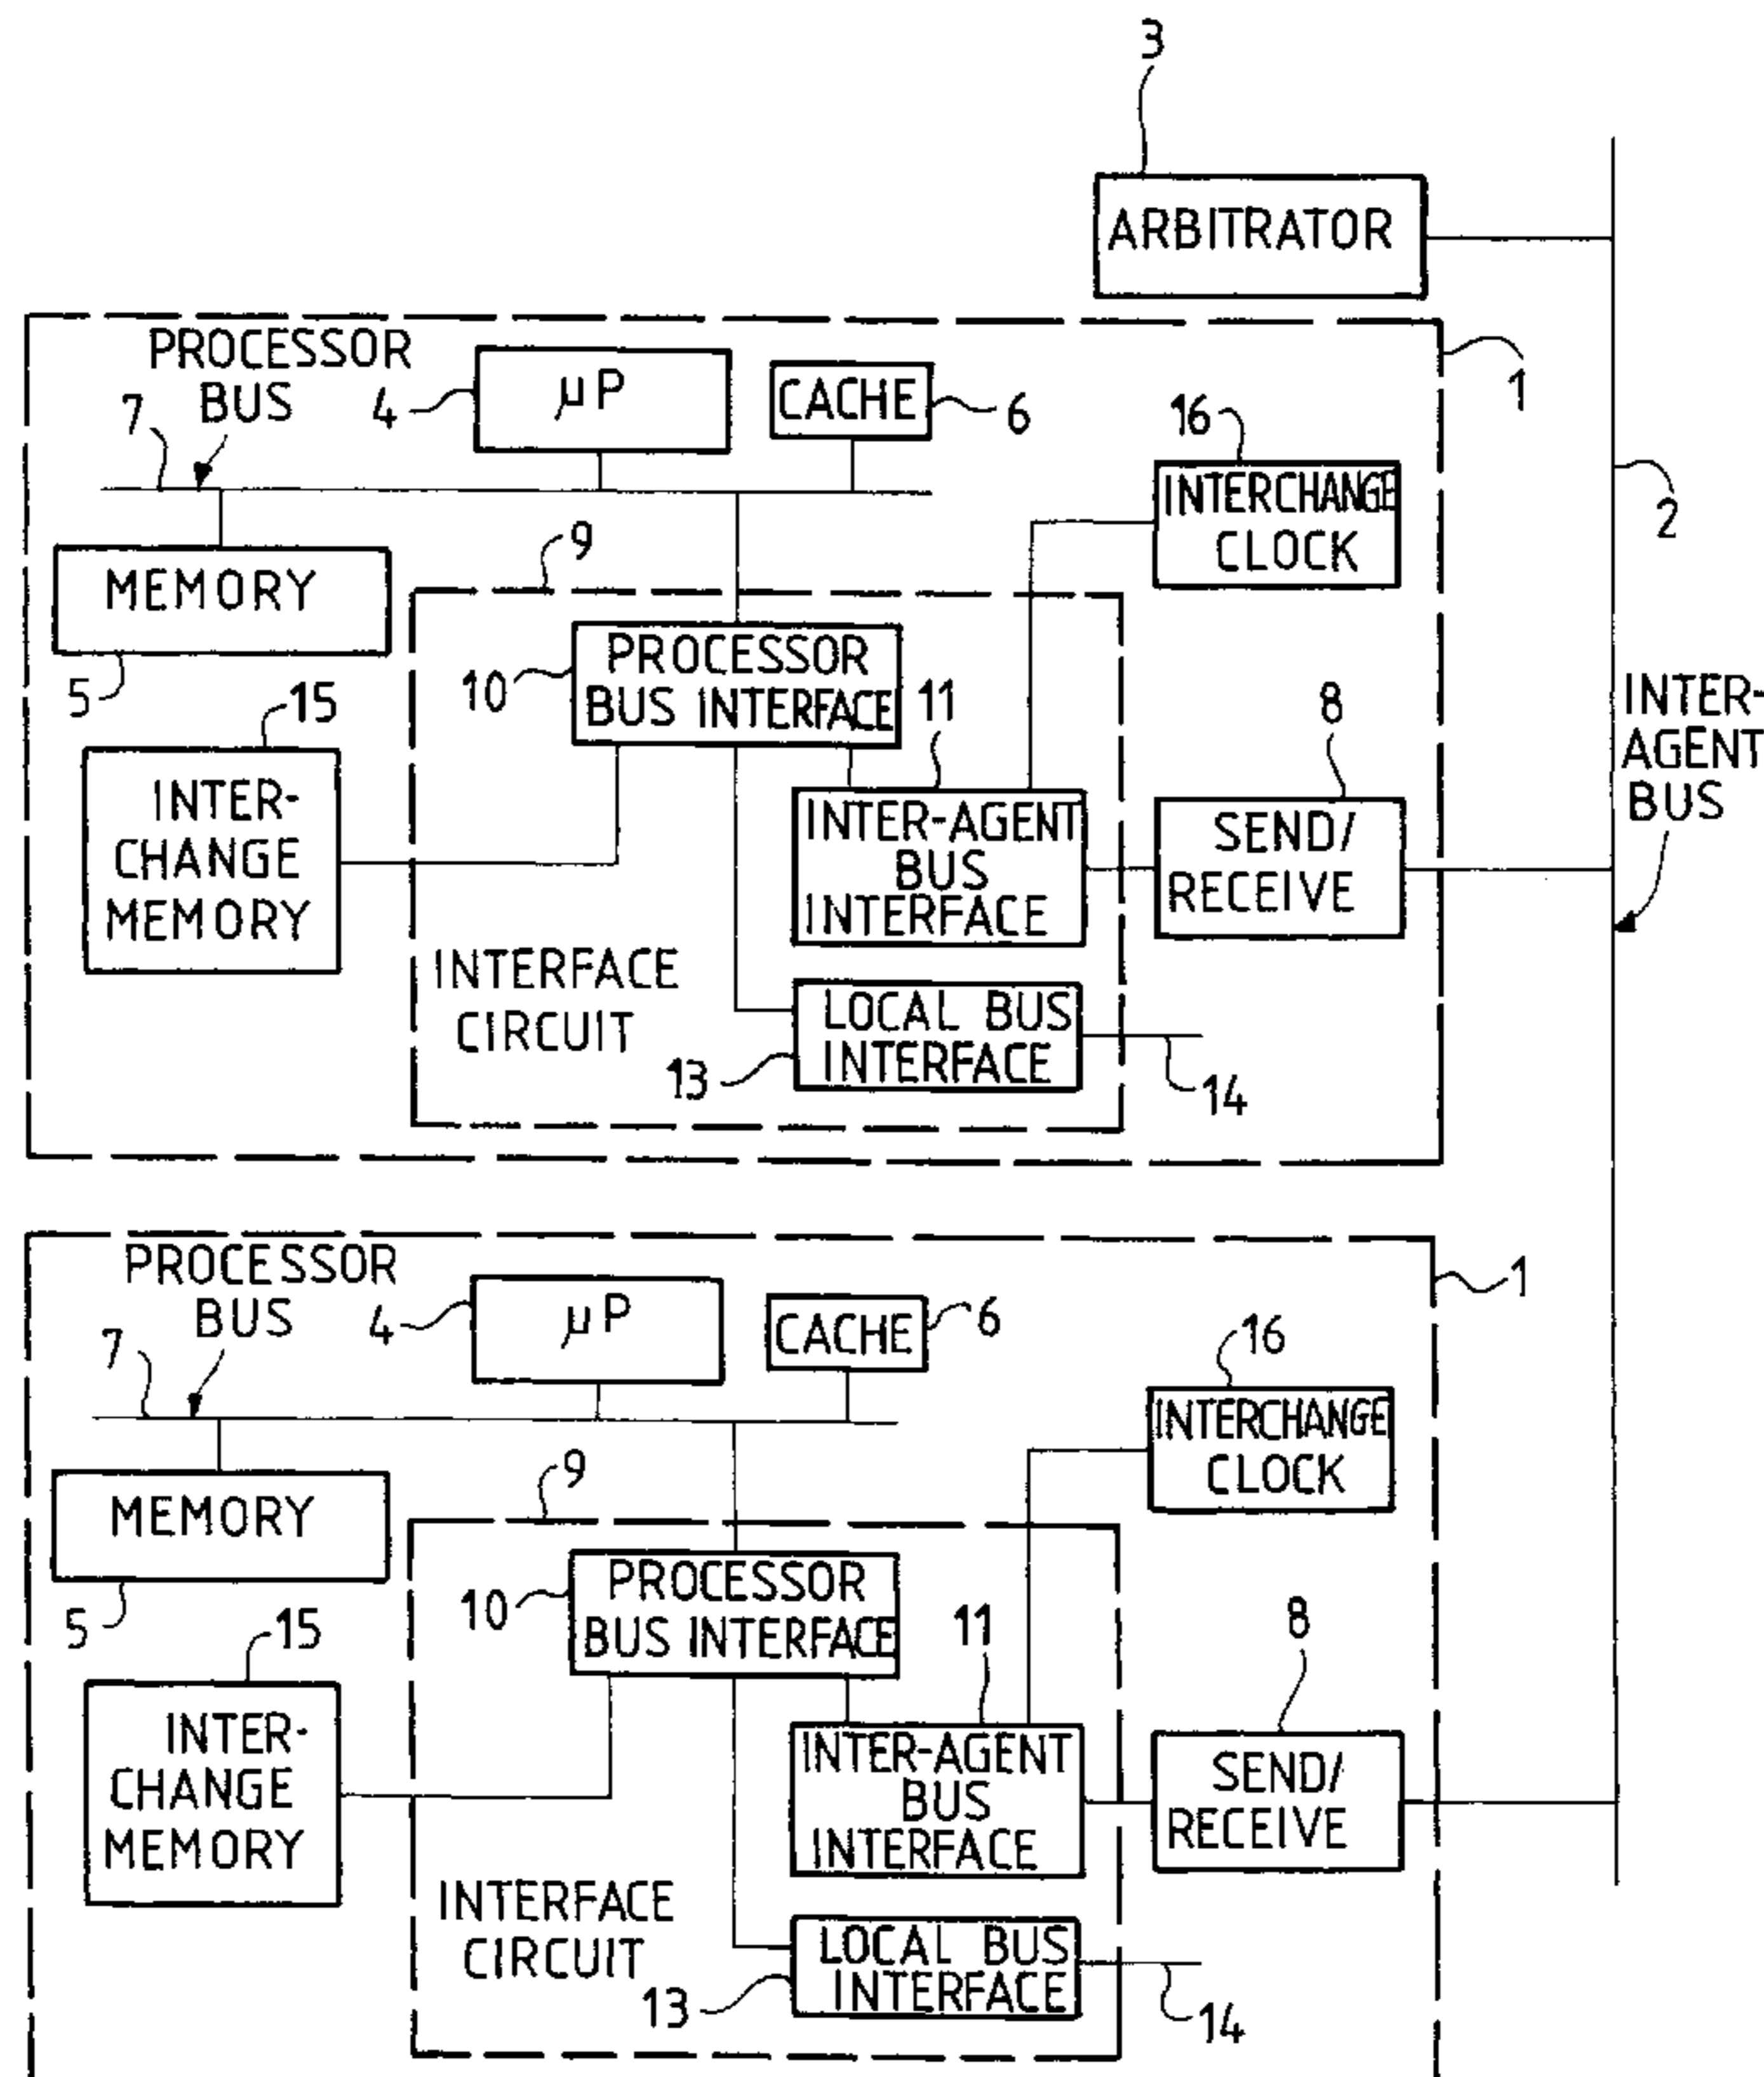 3
ARBITRATOR
PROCESSOR
BUS
7
4
µP
CACHE
6
1
16
INTERCHANGE
CLOCK
2
MEMORY
5
9
10
PROCESSOR
BUS INTERFACE
15
INTER-
CHANGE
MEMORY
11
INTER-AGENT
BUS
INTERFACE
8
SEND/
RECEIVE
INTER-
AGENT
BUS
INTERFACE
CIRCUIT
LOCAL BUS
INTERFACE
13
14
PROCESSOR
BUS
7
4
µP
CACHE
6
1
16
INTERCHANGE
CLOCK
MEMORY
5
9
10
PROCESSOR
BUS INTERFACE
15
INTER-
CHANGE
MEMORY
11
INTER-AGENT
BUS
INTERFACE
8
SEND/
RECEIVE
INTERFACE
CIRCUIT
LOCAL BUS
INTERFACE
13
14